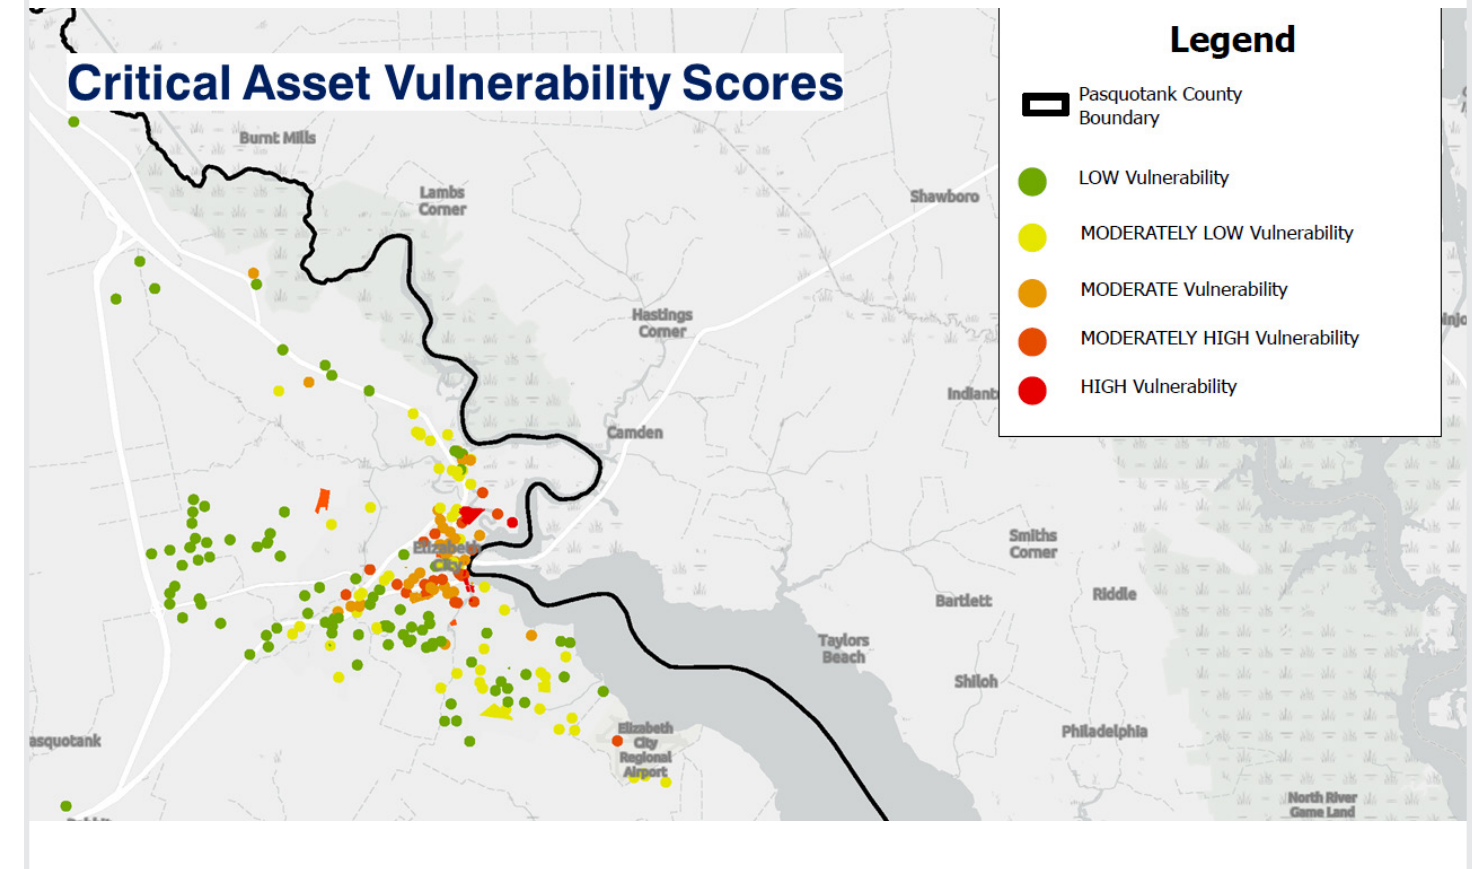 Legend
Critical Asset Vulnerability Scores
Pasquotank County
Boundary
Burnt Mills
LOW Vulnerability
Lambs
Corner
Shawboro
MODERATELY LOW Vulnerability
MODERATE Vulnerability
Hastings
Corner
MODERATELY HIGH Vulnerability
HIGH Vulnerability
Indiant
Camden
Smiths
Corner
Elizabeth
City
Riddle
Bartlett
Taylors
Beach
Shiloh
asquotank
Elizabeth
City
Regional
Airport
Philadelphia
North River
Game Land